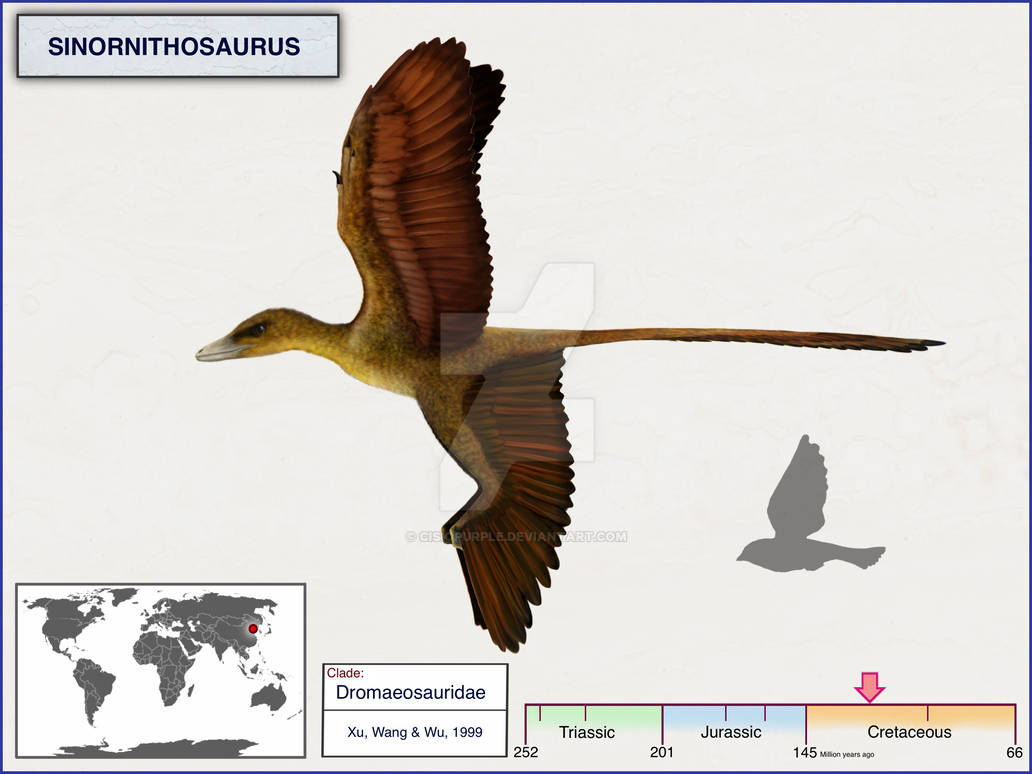 SINORNITHOSAURUS
© CISIOPURPLE.DEVIANTART.COM
Clade:
Dromaeosauridae
Xu, Wang & Wu, 1999
Triassic
Jurassic
Cretaceous
252
201
145 Million years ago
66